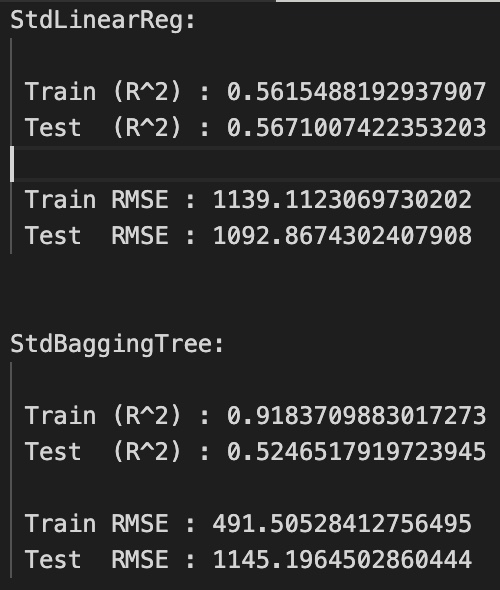 StdLinearReg:
Train (R^2) : 0.5615488192937907
Test (R^2) : 0.5671007422353203
Train RMSE : 1139.1123069730202
Test RMSE : 1092.8674302407908
StdBaggingTree:
Train (R^2) : 0.9183709883017273
Test (R^2) : 0.5246517919723945
Train RMSE : 491.50528412756495
Test RMSE : 1145.1964502860444